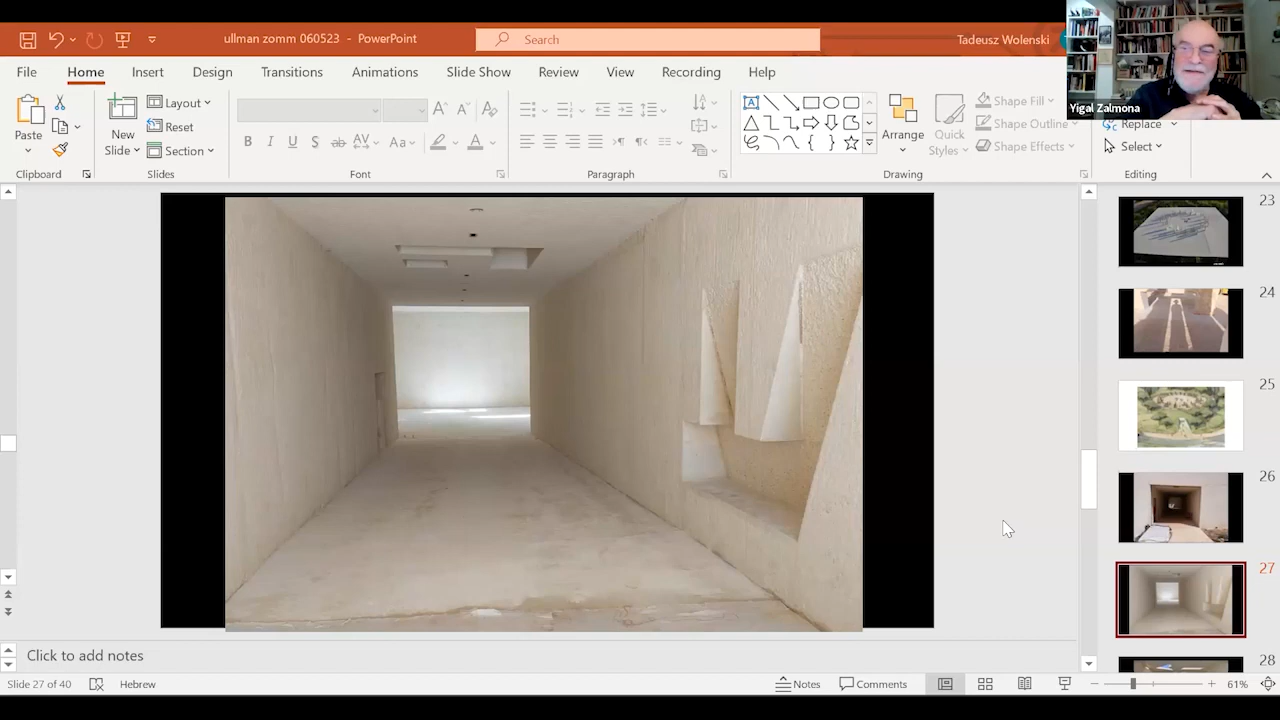 ullman zomm 060523 - PowerPoint
Search
Tadeusz Wolenski
Yigal Zalmona
File Home Insert Design Transitions Animations Slide Show Review View Recording Help
Paste
Clipboard
New
Slide
Layout
Reset
Section
Slides
B I U S ab AV Aa A
Font
Paragraph
Arrange
Quick
Styles
Shape Fill
Shape Outline
Shape Effects
Drawing
Replace
Select
Editing
23
24
25
26
27
28
Click to add notes
Slide 27 of 40
Hebrew
Notes
Comments
61%